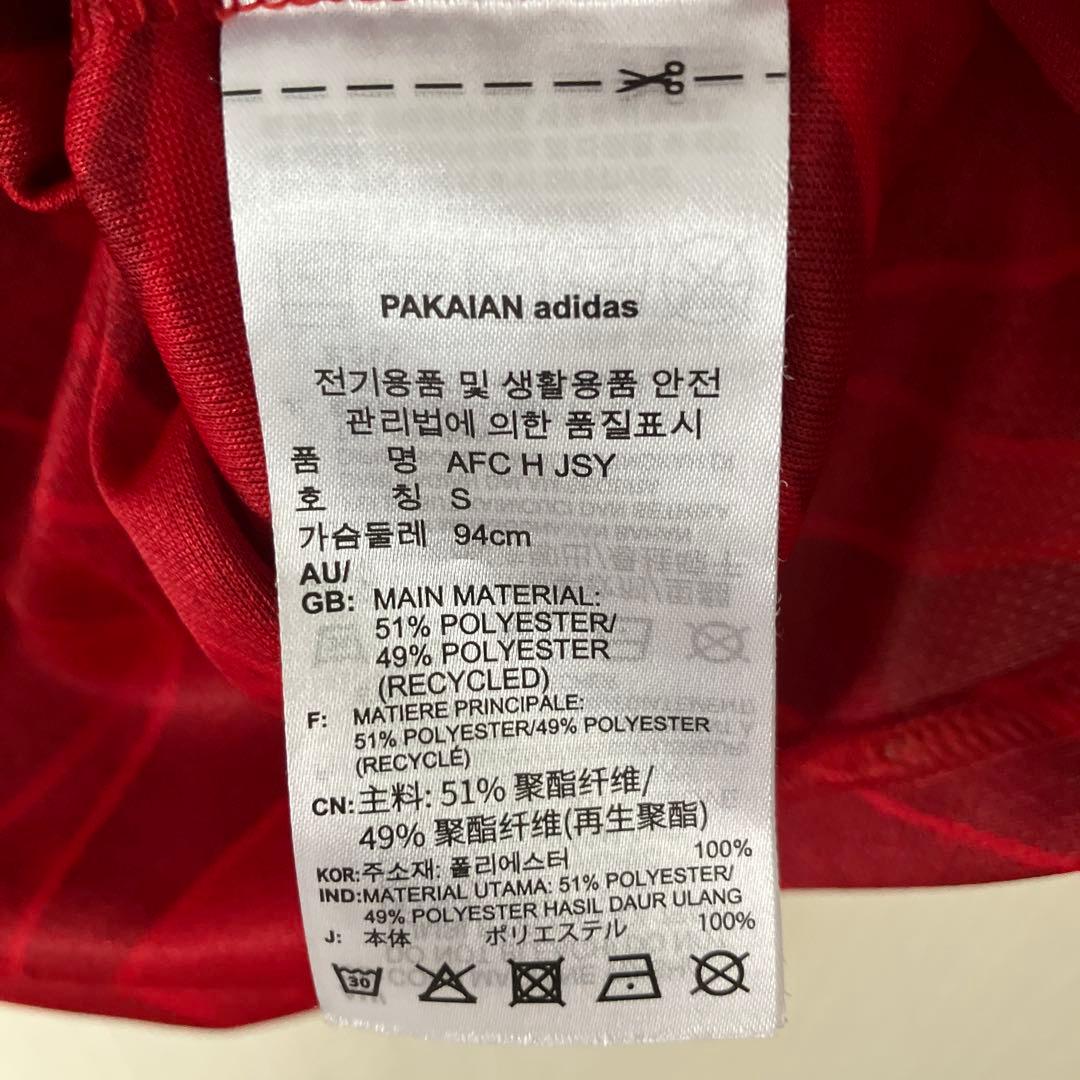 PAKAIAN adidas
전기용품 및 생활용품 안전
관리법에 의한 품질표시
품 명 AFC H JSY
호 칭 S
가슴둘레 94cm
AU/
GB: MAIN MATERIAL:
51% POLYESTER/
49% POLYESTER
(RECYCLED)
F: MATIERE PRINCIPALE:
51% POLYESTER/49% POLYESTER
(RECYCLÉ)
CN: 主料: 51% 聚酯纤维/
49% 聚酯纤维(再生聚酯)
KOR: 주소재: 폴리에스터 100%
IND: MATERIAL UTAMA: 51% POLYESTER/
49% POLYESTER HASIL DAUR ULANG
J: 本体 ポリエステル 100%
30